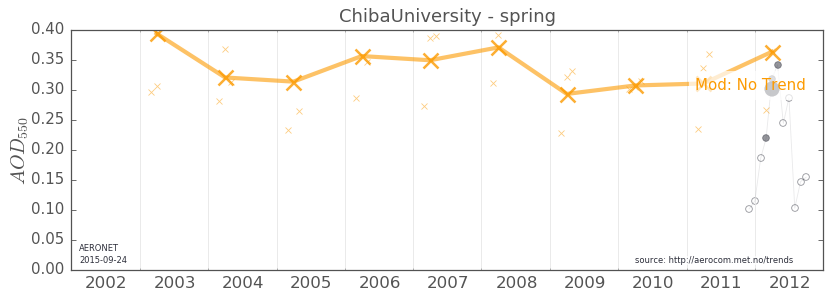 ChibaUniversity - spring
0.40
0.35
0.30
0.25
0.20
0.15
0.10
0.05
0.00
AOD550
Mod: No Trend
AERONET
2015-09-24
source: http://aerocom.met.no/trends
2002 2003 2004 2005 2006 2007 2008 2009 2010 2011 2012